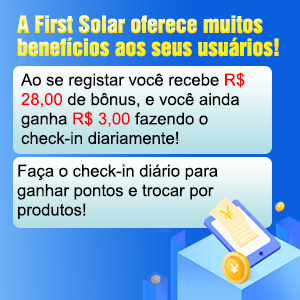 A First Solar oferece muitos
benefícios aos seus usuários!
Ao se registar você recebe R$
28,00 de bônus, e você ainda
ganha R$ 3,00 fazendo o
check-in diariamente!
Faça o check-in diário para
ganhar pontos e trocar por
produtos!
¥
¥